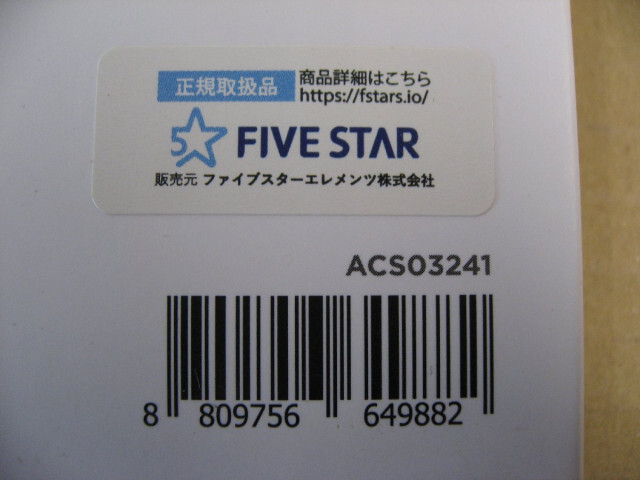 正規取扱品 商品詳細はこちら
https://fstars.io/
5 FIVE STAR
販売元 ファイブスターエレメンツ株式会社
ACS03241
8 809756 649882